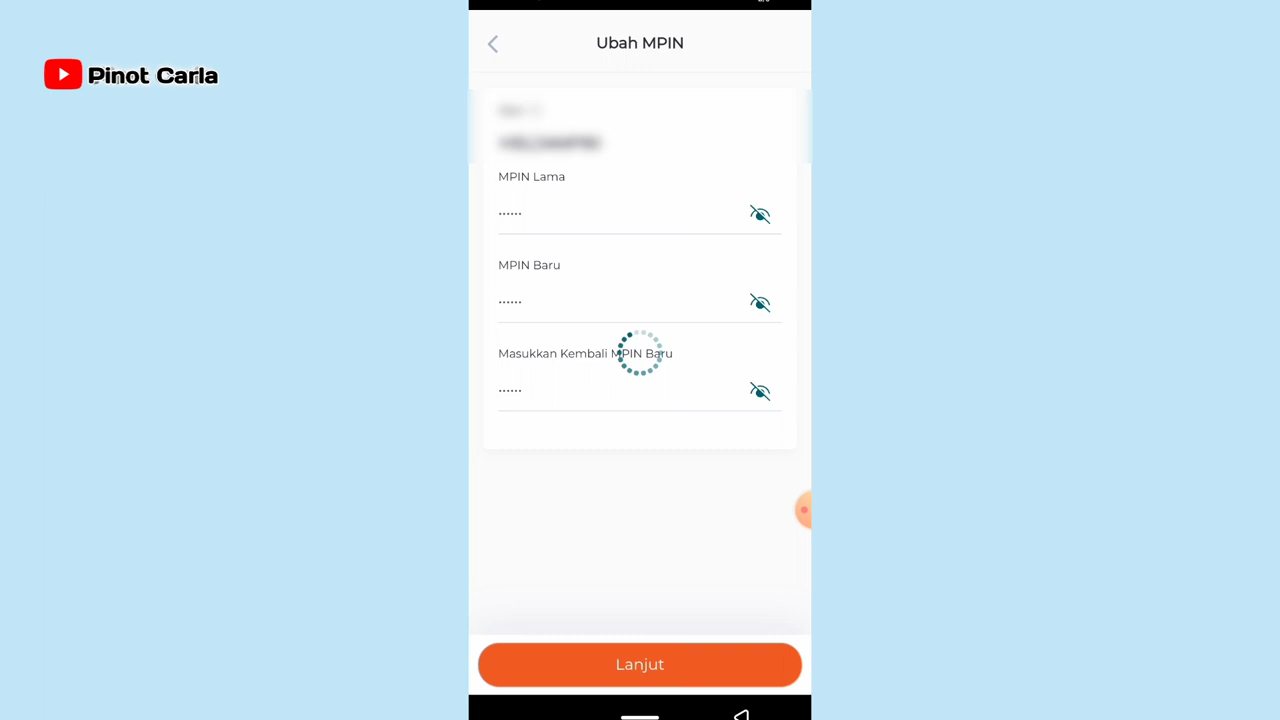 Pinot Carla
Ubah MPIN
MPIN Lama
••••••
MPIN Baru
••••••
Masukkan Kembali MPIN Baru
••••••
Lanjut